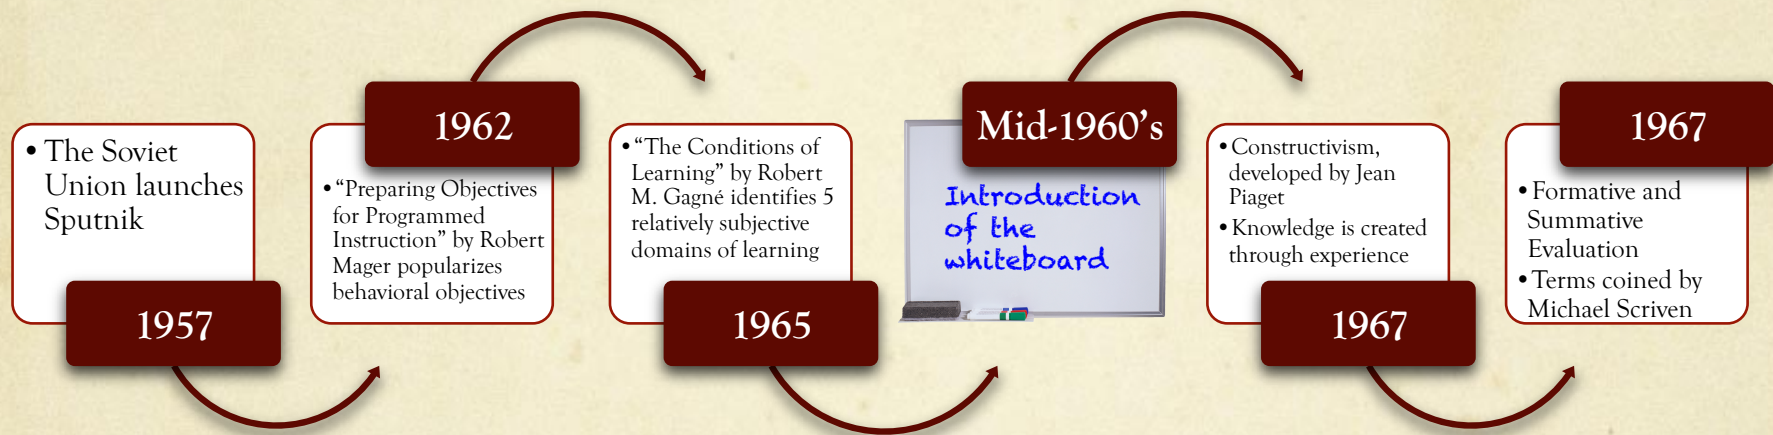 • The Soviet
Union launches
Sputnik
1957
1962
• “Preparing Objectives
for Programmed
Instruction” by Robert
Mager popularizes
behavioral objectives
• “The Conditions of
Learning” by Robert
M. Gagné identifies 5
relatively subjective
domains of learning
1965
Mid-1960’s
Introduction
of the
whiteboard
• Constructivism,
developed by Jean
Piaget
• Knowledge is created
through experience
1967
1967
• Formative and
Summative
Evaluation
• Terms coined by
Michael Scriven